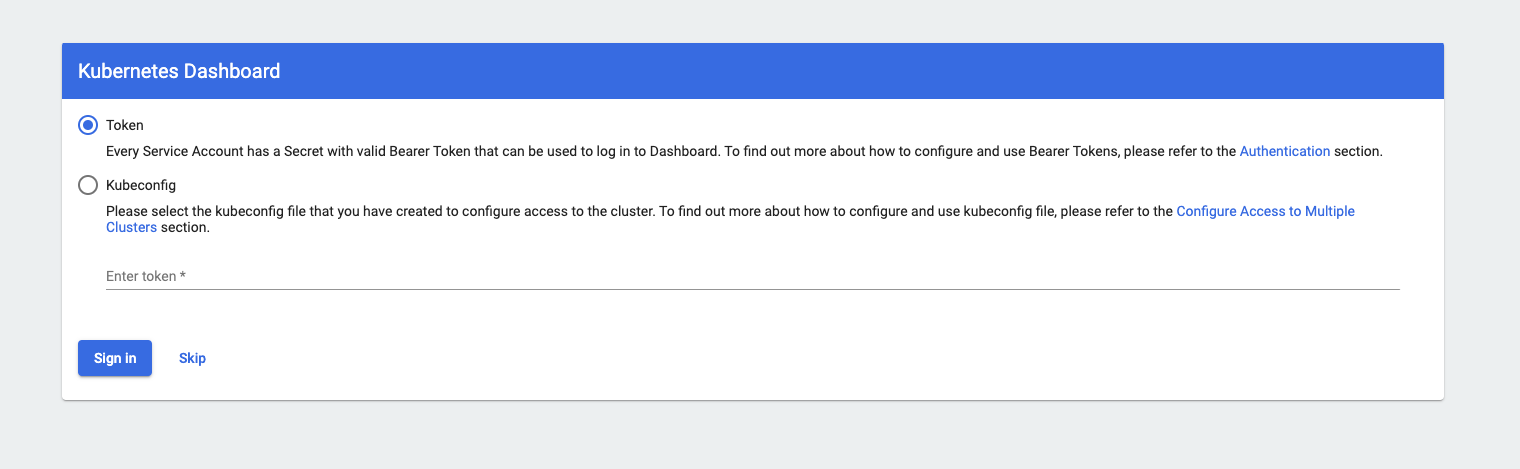 Kubernetes Dashboard
Token
Every Service Account has a Secret with valid Bearer Token that can be used to log in to Dashboard. To find out more about how to configure and use Bearer Tokens, please refer to the Authentication section.
Kubeconfig
Please select the kubeconfig file that you have created to configure access to the cluster. To find out more about how to configure and use kubeconfig file, please refer to the Configure Access to Multiple
Clusters section.
Enter token *
Sign in Skip